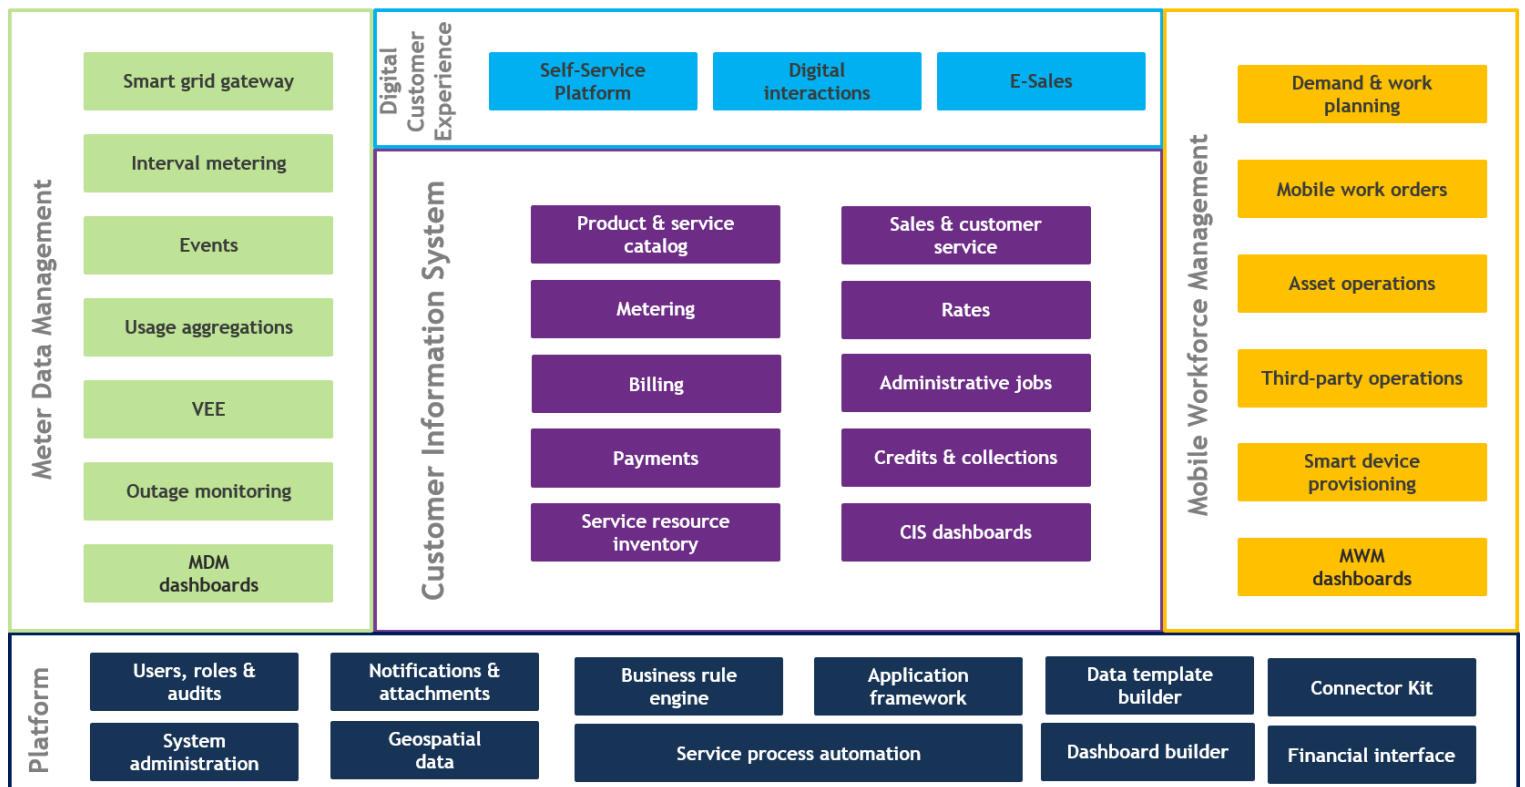 Meter Data Management
Smart grid gateway
Interval metering
Events
Usage aggregations
VEE
Outage monitoring
MDM
dashboards
Digital
Customer
Experience
Self-Service
Platform
Digital
interactions
E-Sales
Customer Information System
Product & service
catalog
Sales & customer
service
Metering
Rates
Billing
Administrative jobs
Payments
Credits & collections
Service resource
inventory
CIS dashboards
Mobile Workforce Management
Demand & work
planning
Mobile work orders
Asset operations
Third-party operations
Smart device
provisioning
MWM
dashboards
Platform
Users, roles &
audits
Notifications &
attachments
Business rule
engine
Application
framework
Data template
builder
Connector Kit
System
administration
Geospatial
data
Service process automation
Dashboard builder
Financial interface